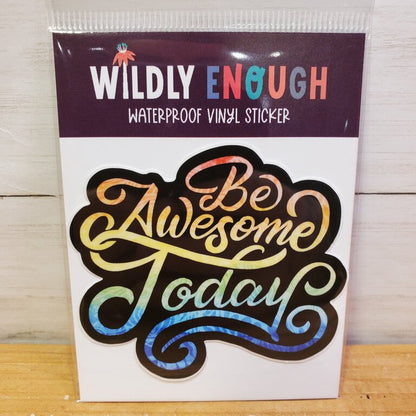 WILDLY ENOUGH
WATERPROOF VINYL STICKER
Be
Awesome
Today